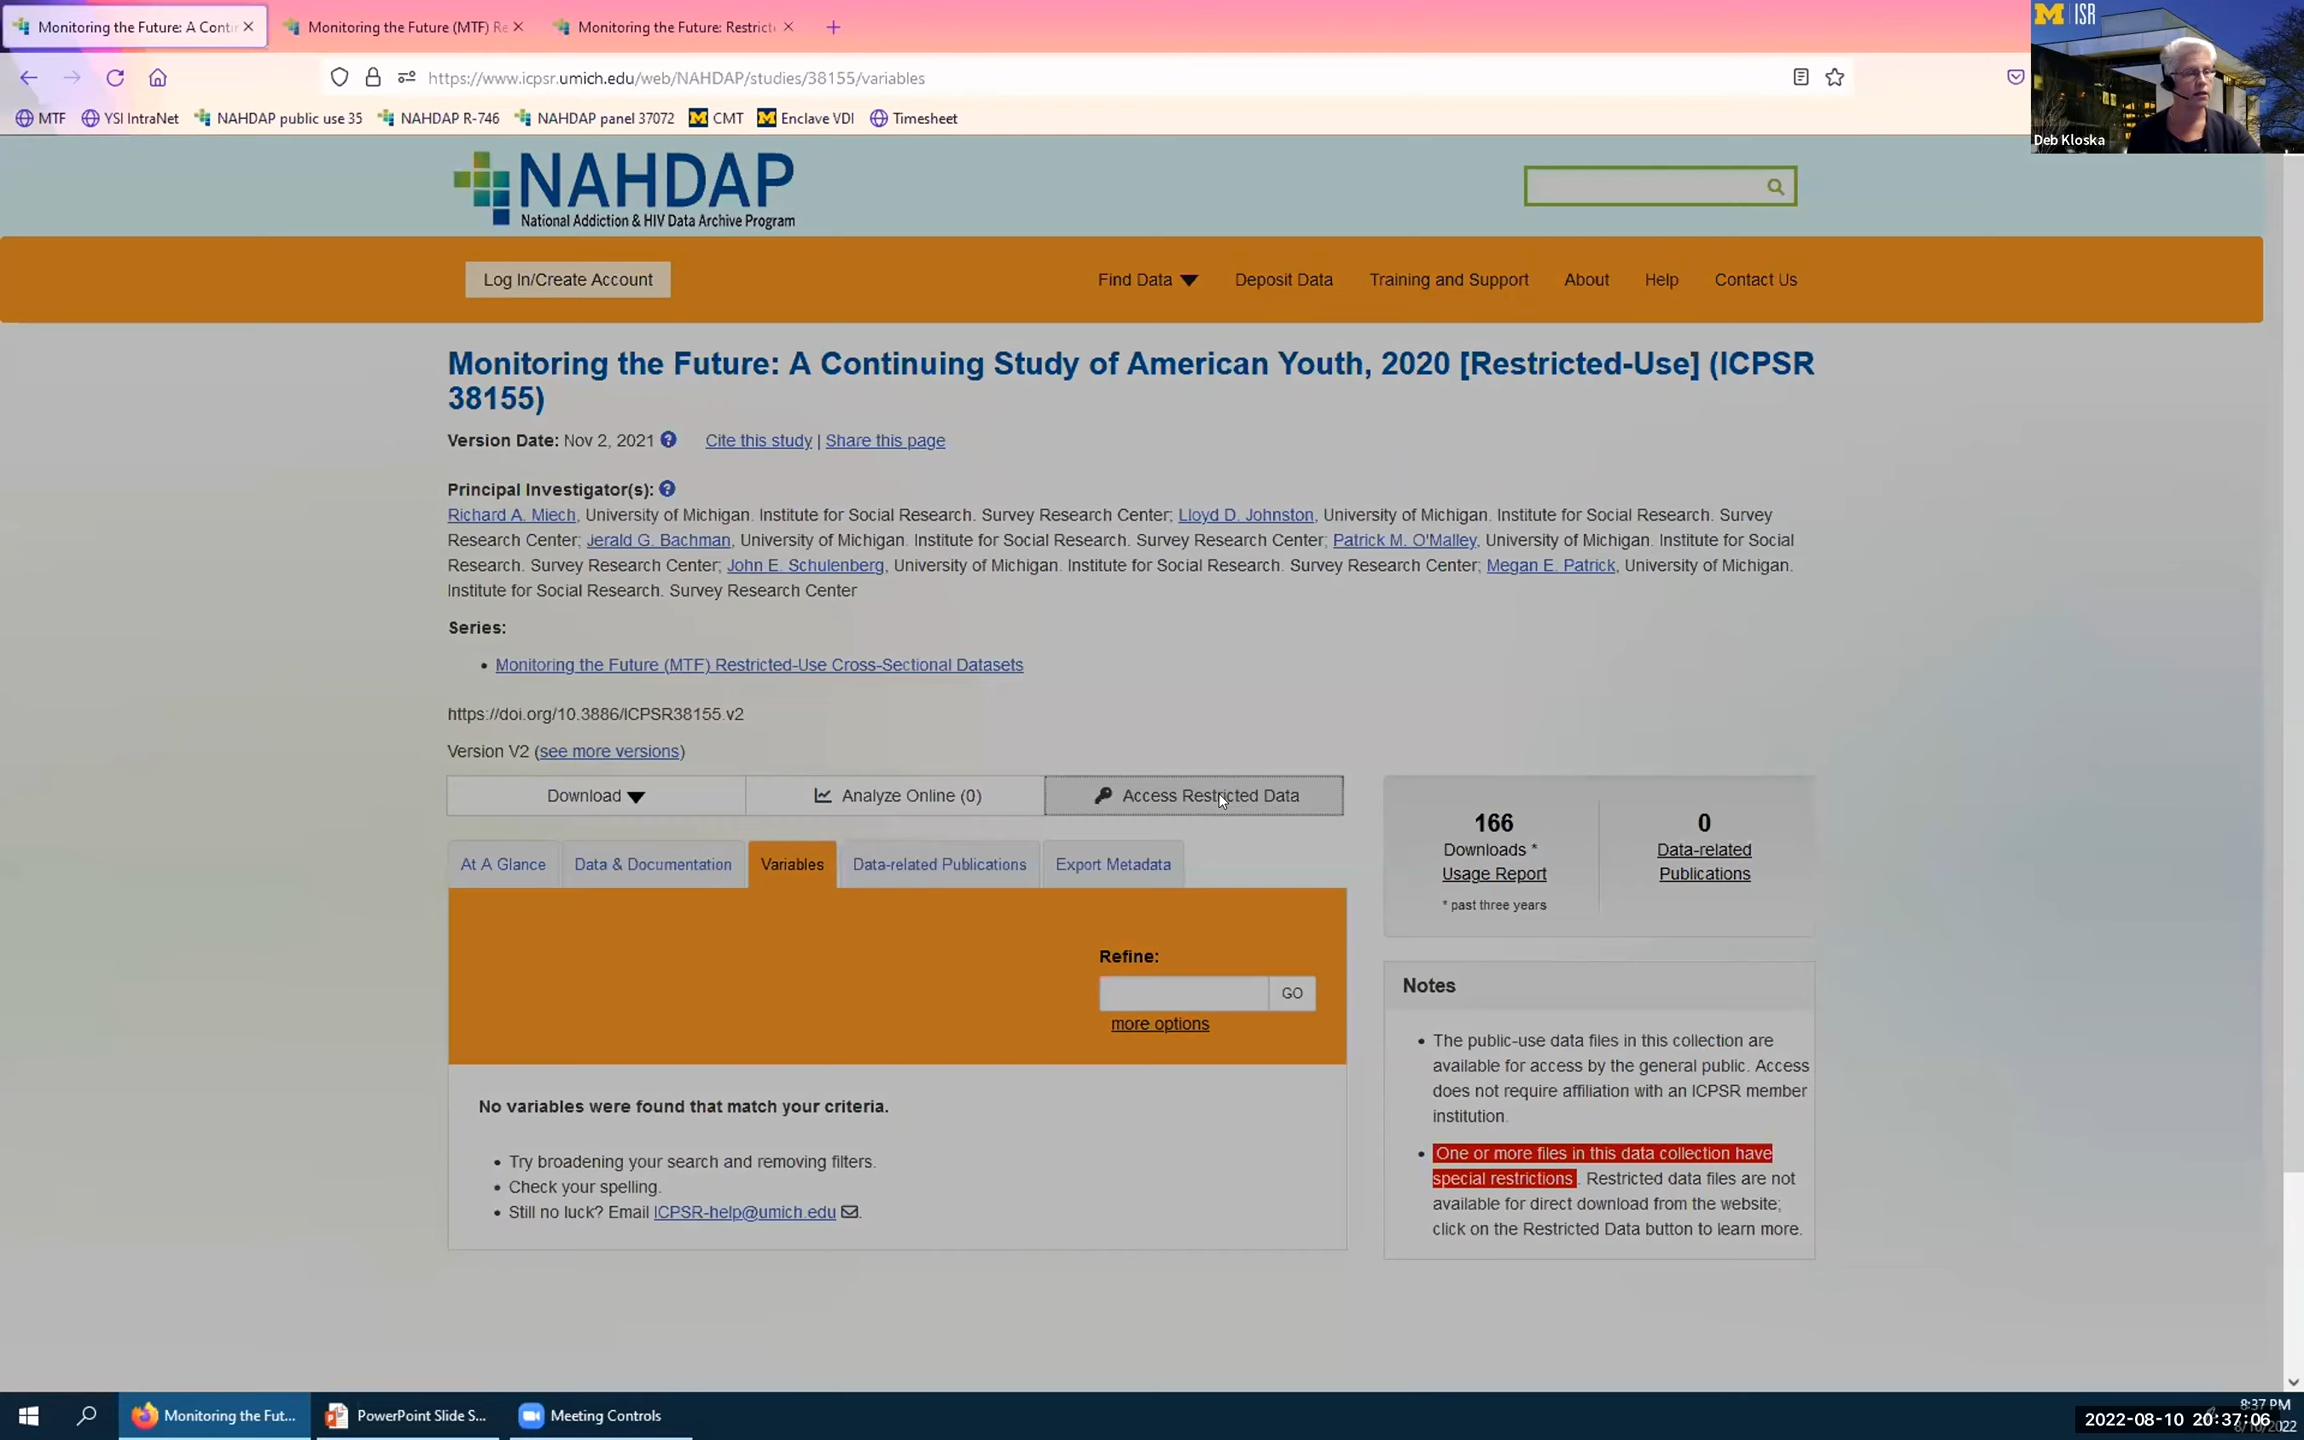 Monitoring the Future: A Conti
Monitoring the Future (MTF) Re
Monitoring the Future: Restrict
M | ISR
https://www.icpsr.umich.edu/web/NAHDAP/studies/38155/variables
MTF YSI IntraNet NAHDAP public use 35 NAHDAP R-746 NAHDAP panel 37072 CMT Enclave VDI Timesheet
Deb Kloska
NAHDAP
National Addiction & HIV Data Archive Program
Log In/Create Account Find Data Deposit Data Training and Support About Help Contact Us
Monitoring the Future: A Continuing Study of American Youth, 2020 [Restricted-Use] (ICPSR
38155)
Version Date: Nov 2, 2021 Cite this study | Share this page
Principal Investigator(s):
Richard A. Miech, University of Michigan. Institute for Social Research. Survey Research Center; Lloyd D. Johnston, University of Michigan. Institute for Social Research. Survey
Research Center; Jerald G. Bachman, University of Michigan. Institute for Social Research. Survey Research Center; Patrick M. O'Malley, University of Michigan. Institute for Social
Research. Survey Research Center; John E. Schulenberg, University of Michigan. Institute for Social Research. Survey Research Center; Megan E. Patrick, University of Michigan.
Institute for Social Research. Survey Research Center
Series:
• Monitoring the Future (MTF) Restricted-Use Cross-Sectional Datasets
https://doi.org/10.3886/ICPSR38155.v2
Version V2 (see more versions)
Download Analyze Online (0) Access Restricted Data
At A Glance Data & Documentation Variables Data-related Publications Export Metadata
Refine:
GO
more options
No variables were found that match your criteria.
• Try broadening your search and removing filters.
• Check your spelling.
• Still no luck? Email ICPSR-help@umich.edu.
166
Downloads *
Usage Report
* past three years
0
Data-related
Publications
Notes
• The public-use data files in this collection are
available for access by the general public. Access
does not require affiliation with an ICPSR member
institution.
• One or more files in this data collection have
special restrictions. Restricted data files are not
available for direct download from the website;
click on the Restricted Data button to learn more.
Monitoring the Fut... PowerPoint Slide S... Meeting Controls
8:37 PM
2022-08-10 20:37:06